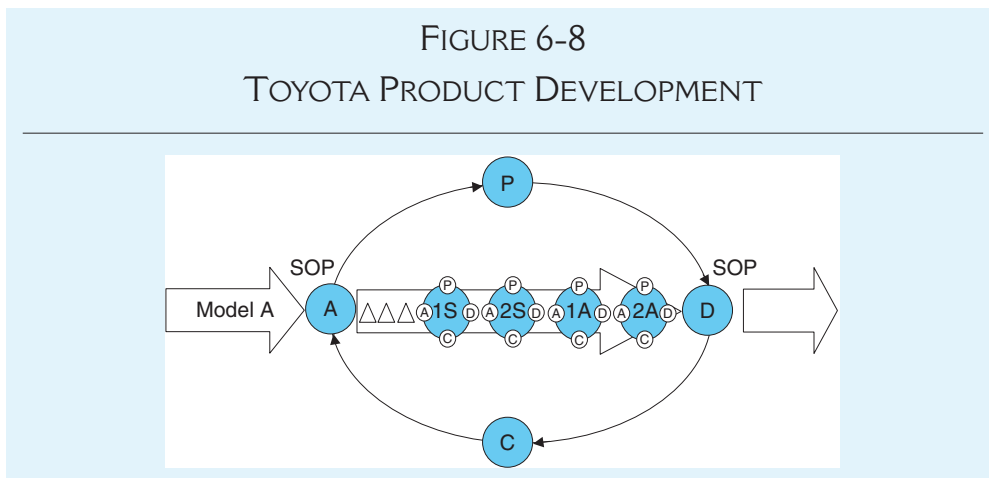 FIGURE 6-8
TOYOTA PRODUCT DEVELOPMENT
P
SOP SOP
Model A A 1S 2S 1A 2A D
P P P P
A D A D A D A D
C C C C
C